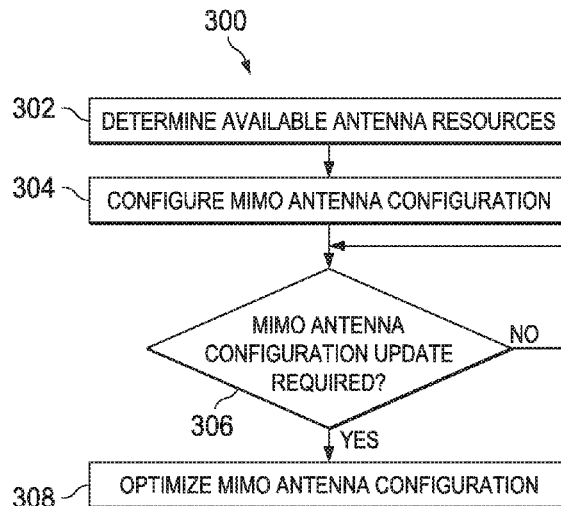 300
302
DETERMINE AVAILABLE ANTENNA RESOURCES
304
CONFIGURE MIMO ANTENNA CONFIGURATION
MIMO ANTENNA
CONFIGURATION UPDATE
REQUIRED?
NO
306
YES
308
OPTIMIZE MIMO ANTENNA CONFIGURATION